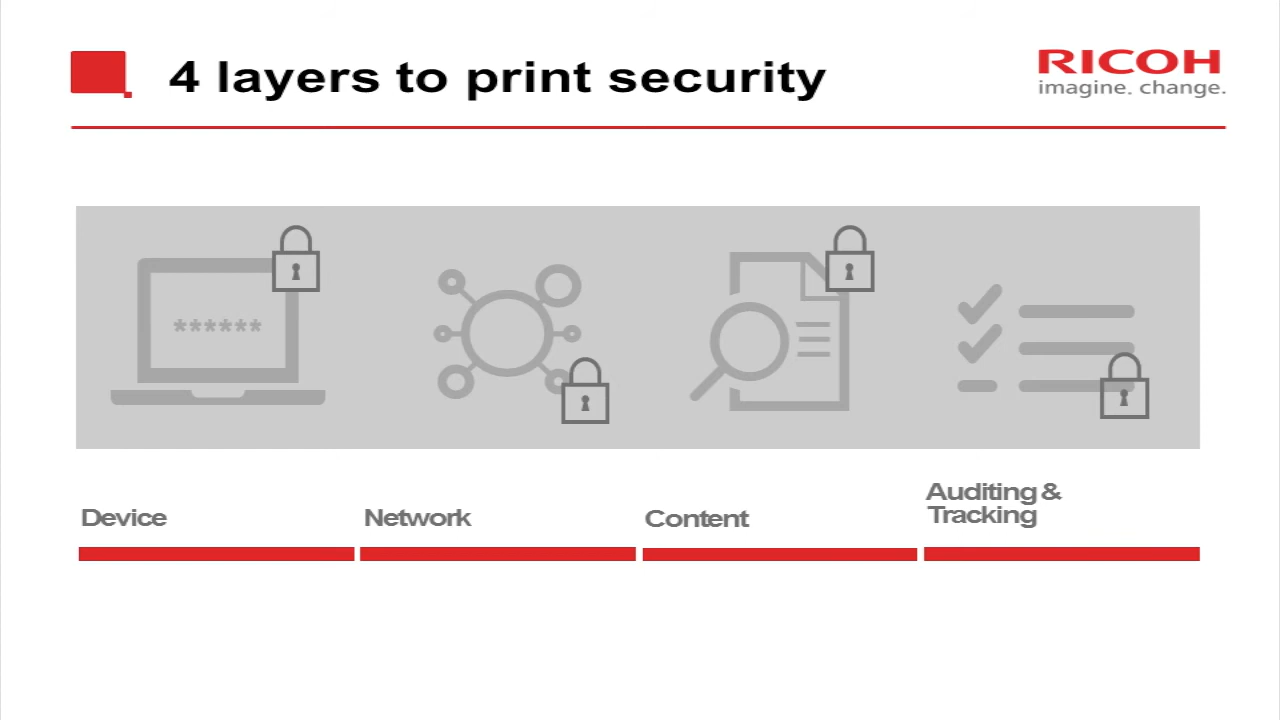 4 layers to print security
RICOH
imagine. change.
******
Device
Network
Content
Auditing &
Tracking